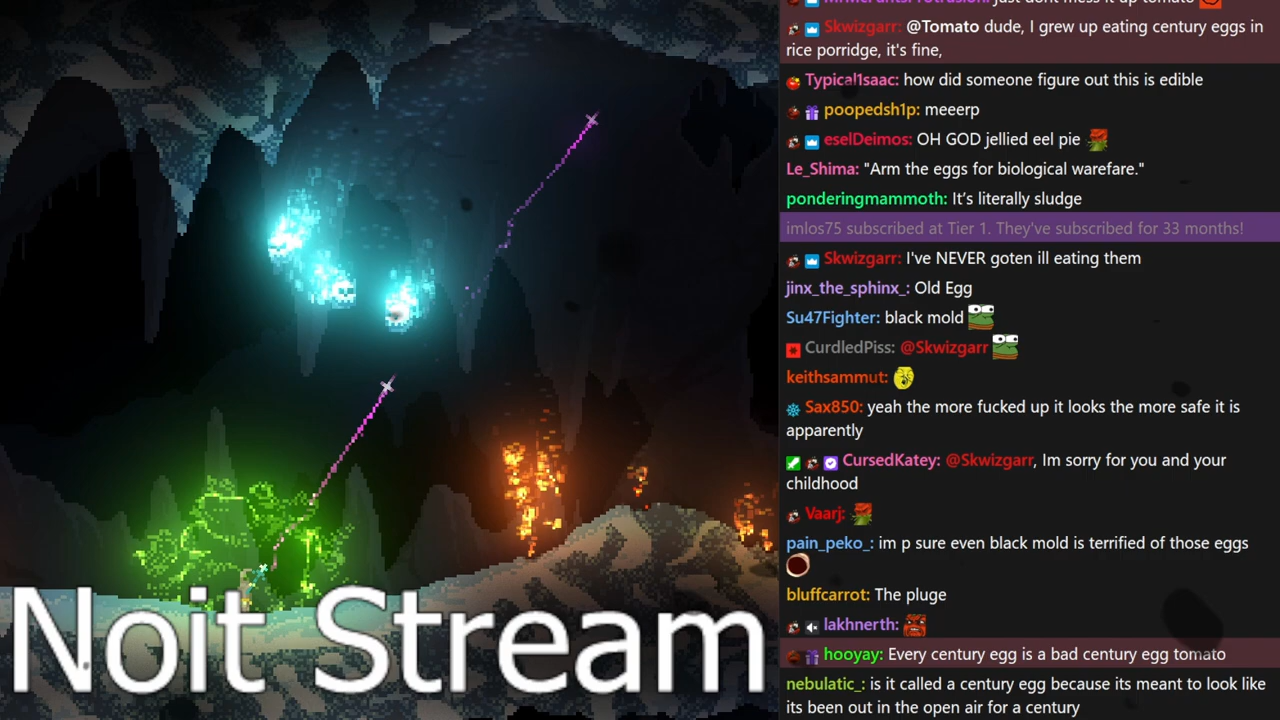 Skwizgarr: @Tomato dude, I grew up eating century eggs in
rice porridge, it's fine,
Typical1saac: how did someone figure out this is edible
poopedsh1p: meeerp
eselDeimos: OH GOD jellied eel pie
Le_Shima: "Arm the eggs for biological warefare."
ponderingmammoth: It's literally sludge
imlos75 subscribed at Tier 1. They've subscribed for 33 months!
Skwizgarr: I've NEVER goten ill eating them
jinx_the_sphinx_: Old Egg
Su47Fighter: black mold
CurdledPiss: @Skwizgarr
keithsammut:
Sax850: yeah the more fucked up it looks the more safe it is
apparently
CursedKatey: @Skwizgarr, Im sorry for you and your
childhood
Vaarj:
pain_peko_: im p sure even black mold is terrified of those eggs
bluffcarrot: The pluge
lakhnerth:
hooyay: Every century egg is a bad century egg tomato
nebulatic_: is it called a century egg because its meant to look like
its been out in the open air for a century
Noit Stream